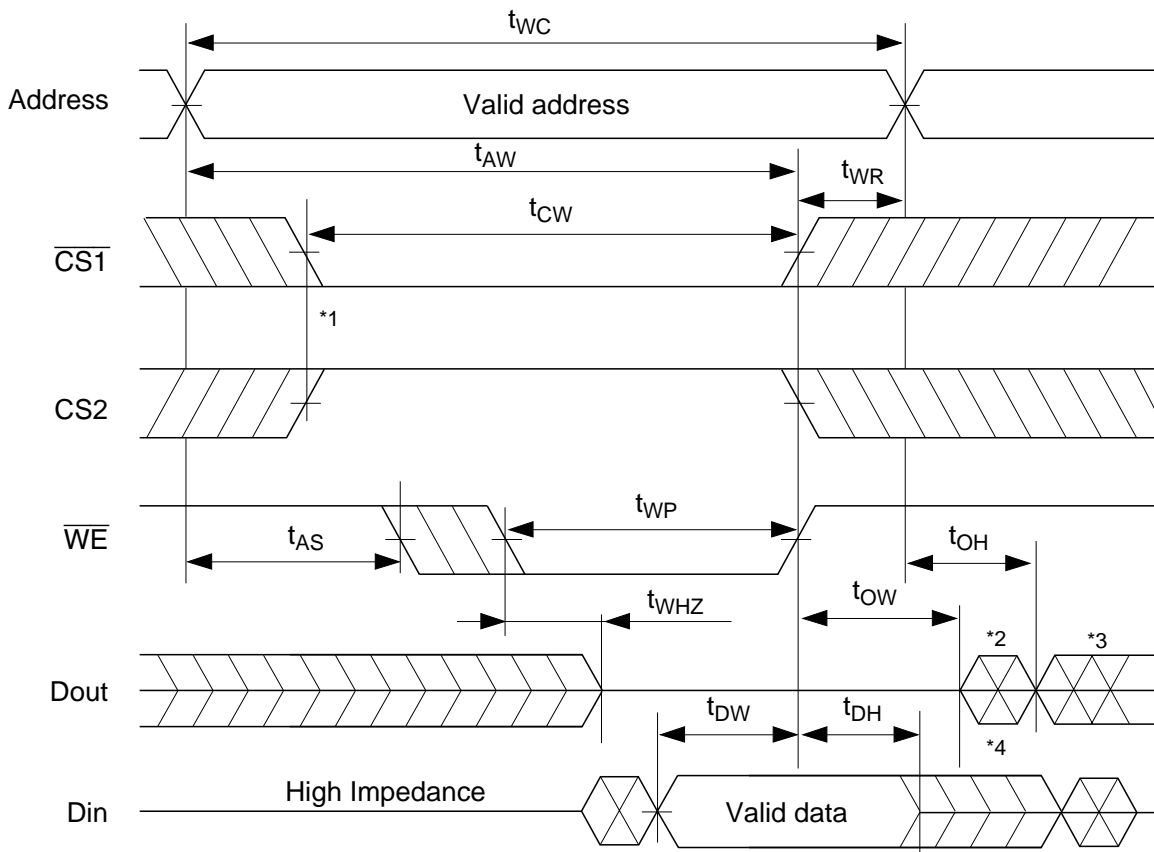 tWC
Address
Valid address
tAW
tWR
tCW
CS1
*1
CS2
WE
tWP
tAS
tOH
tOW
tWHZ
*2
*3
Dout
tDW
tDH
*4
High Impedance
Din
Valid data